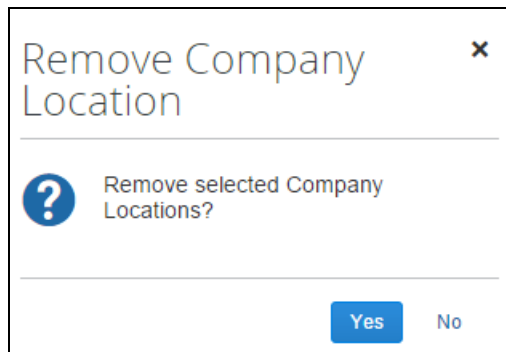 Remove Company
Location
Remove selected Company
Locations?
Yes No